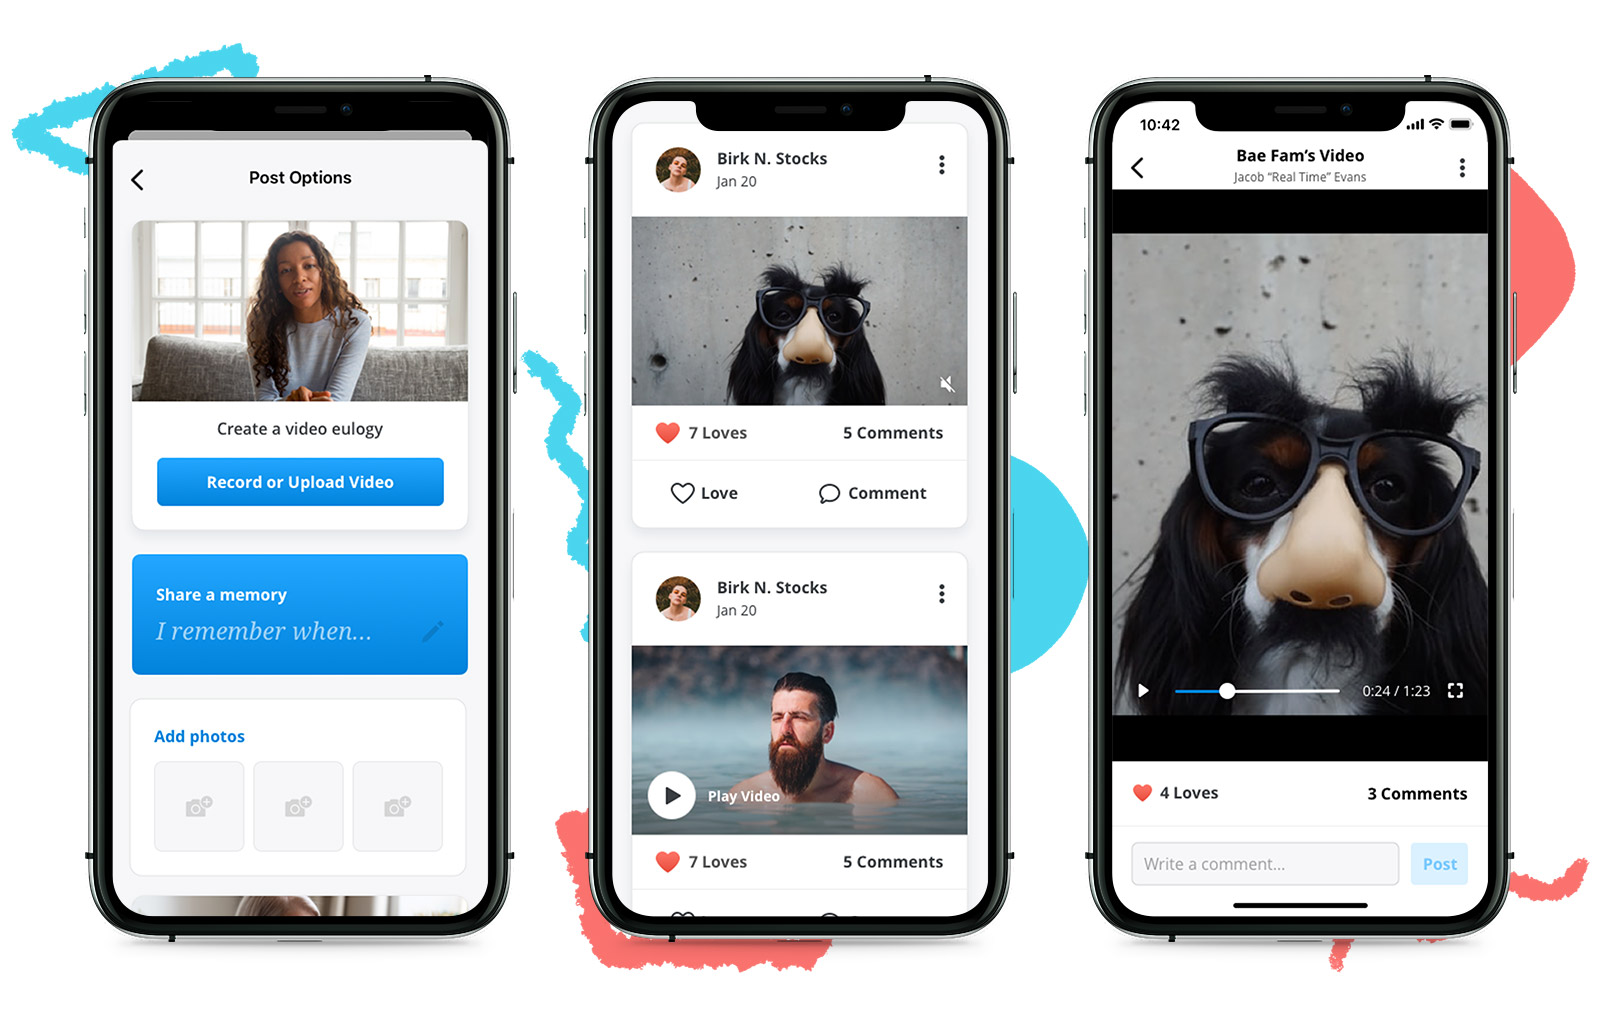 Post Options
Create a video eulogy
Record or Upload Video
Share a memory
I remember when...
Add photos
Birk N. Stocks
Jan 20
7 Loves
5 Comments
Love
Comment
Birk N. Stocks
Jan 20
Play Video
7 Loves
5 Comments
10:42
Bae Fam’s Video
Jacob “Real Time” Evans
0:24 / 1:23
4 Loves
3 Comments
Write a comment...
Post